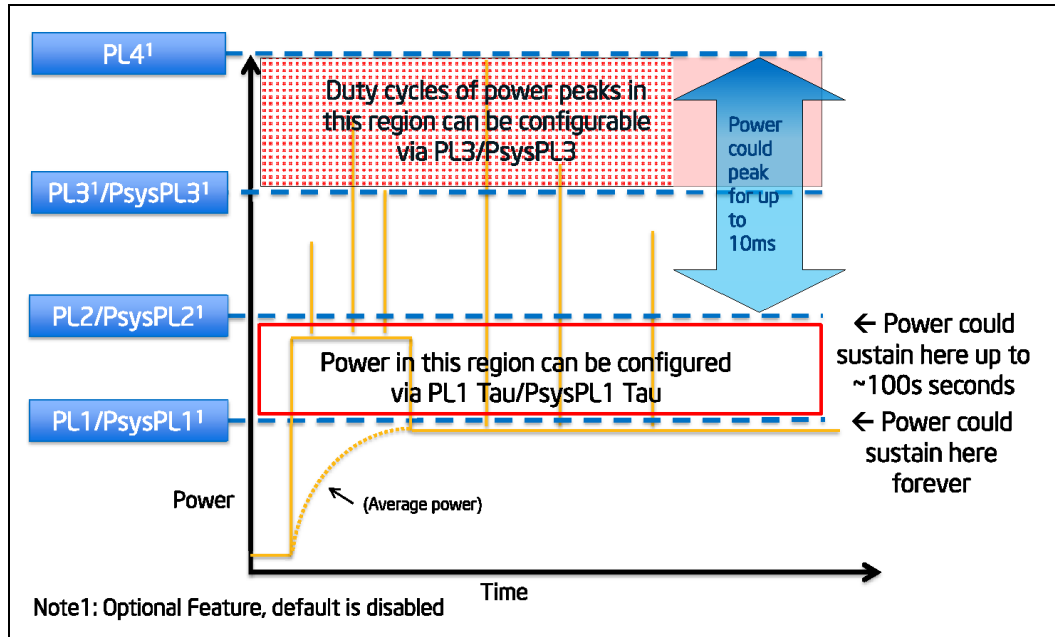 PL4¹
Duty cycles of power peaks in
this region can be configurable
via PL3/PsysPL3
Power
could
peak
for up
to
10ms
PL3¹/PsysPL3¹
PL2/PsysPL2¹
← Power could
sustain here up to
~100s seconds
Power in this region can be configured
via PL1 Tau/PsysPL1 Tau
PL1/PsysPL1¹
← Power could
sustain here
forever
Power
(Average power)
Time
Note1: Optional Feature, default is disabled